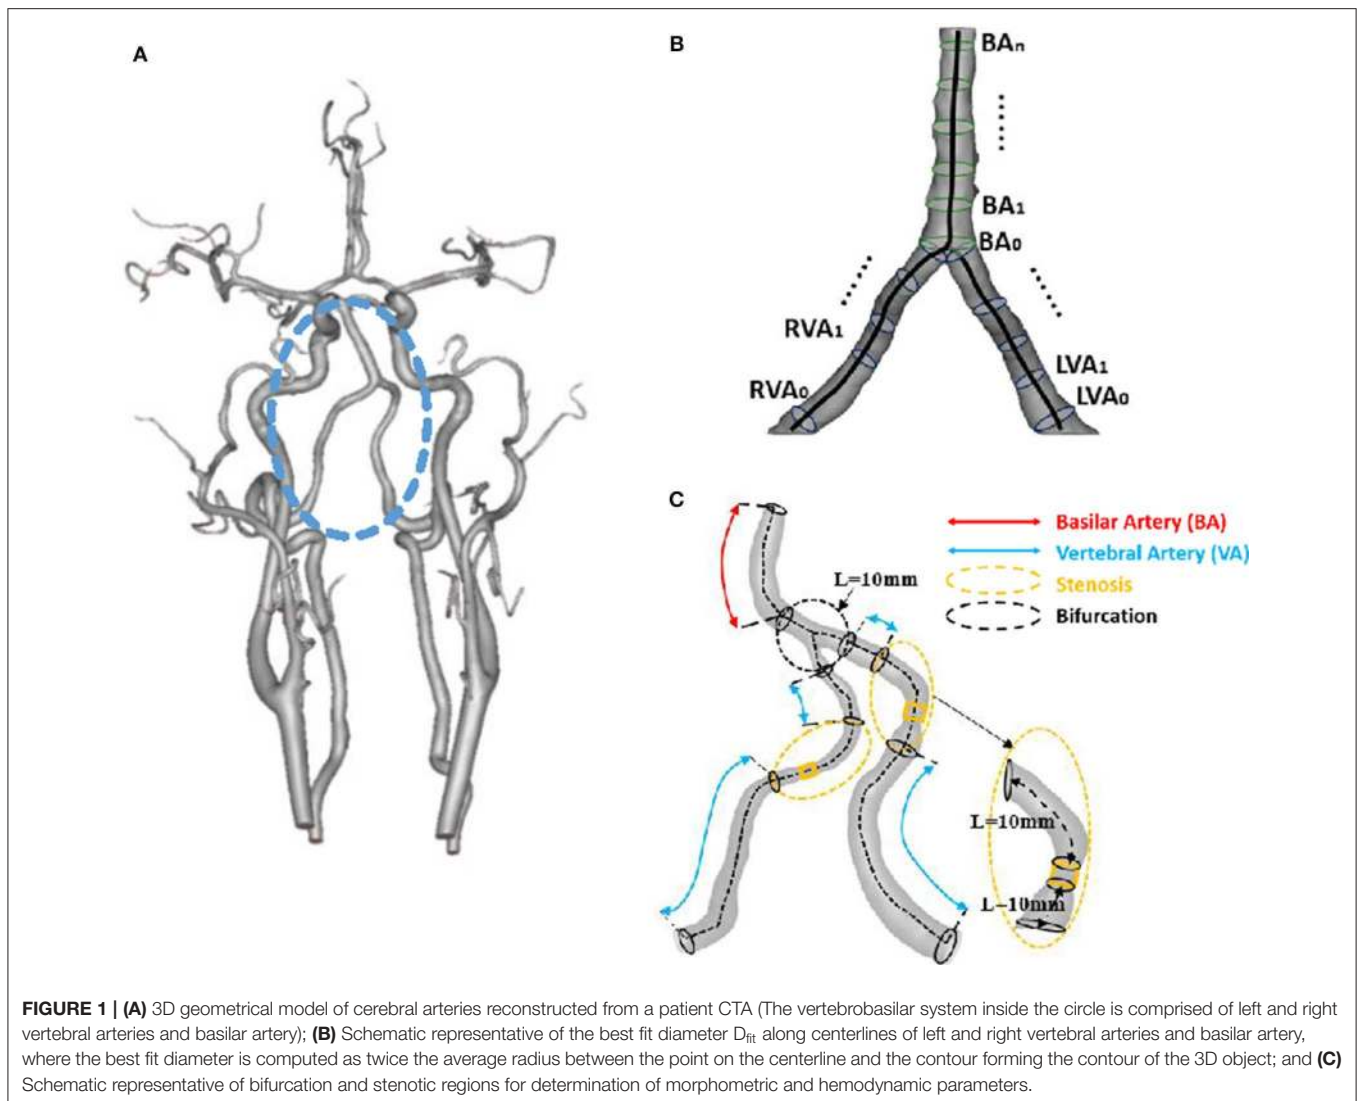 A
B
BAn
BA1
BA0
RVA1
RVA0
LVA1
LVA0
C
L=10mm
Basilar Artery (BA)
Vertebral Artery (VA)
Stenosis
Bifurcation
L=10mm
L=10mm
FIGURE 1 | (A) 3D geometrical model of cerebral arteries reconstructed from a patient CTA (The vertebrobasilar system inside the circle is comprised of left and right
vertebral arteries and basilar artery); (B) Schematic representative of the best fit diameter Dfit along centerlines of left and right vertebral arteries and basilar artery,
where the best fit diameter is computed as twice the average radius between the point on the centerline and the contour forming the contour of the 3D object; and (C)
Schematic representative of bifurcation and stenotic regions for determination of morphometric and hemodynamic parameters.